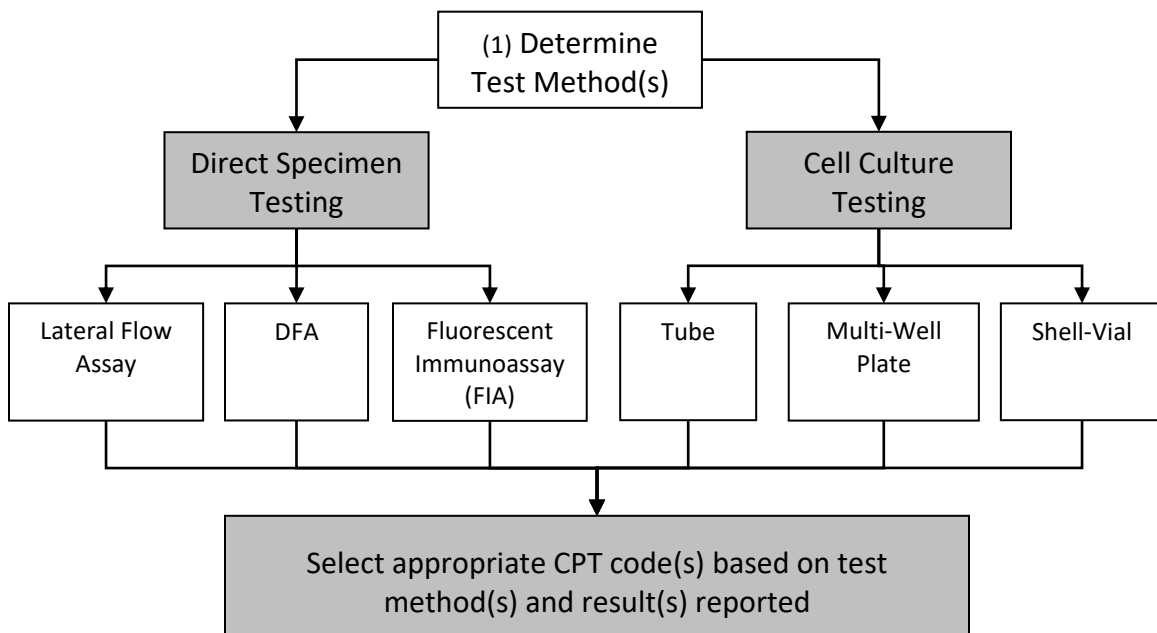 (1) Determine
Test Method(s)
Direct Specimen
Testing
Cell Culture
Testing
Lateral Flow
Assay
DFA
Fluorescent
Immunoassay
(FIA)
Tube
Multi-Well
Plate
Shell-Vial
Select appropriate CPT code(s) based on test
method(s) and result(s) reported